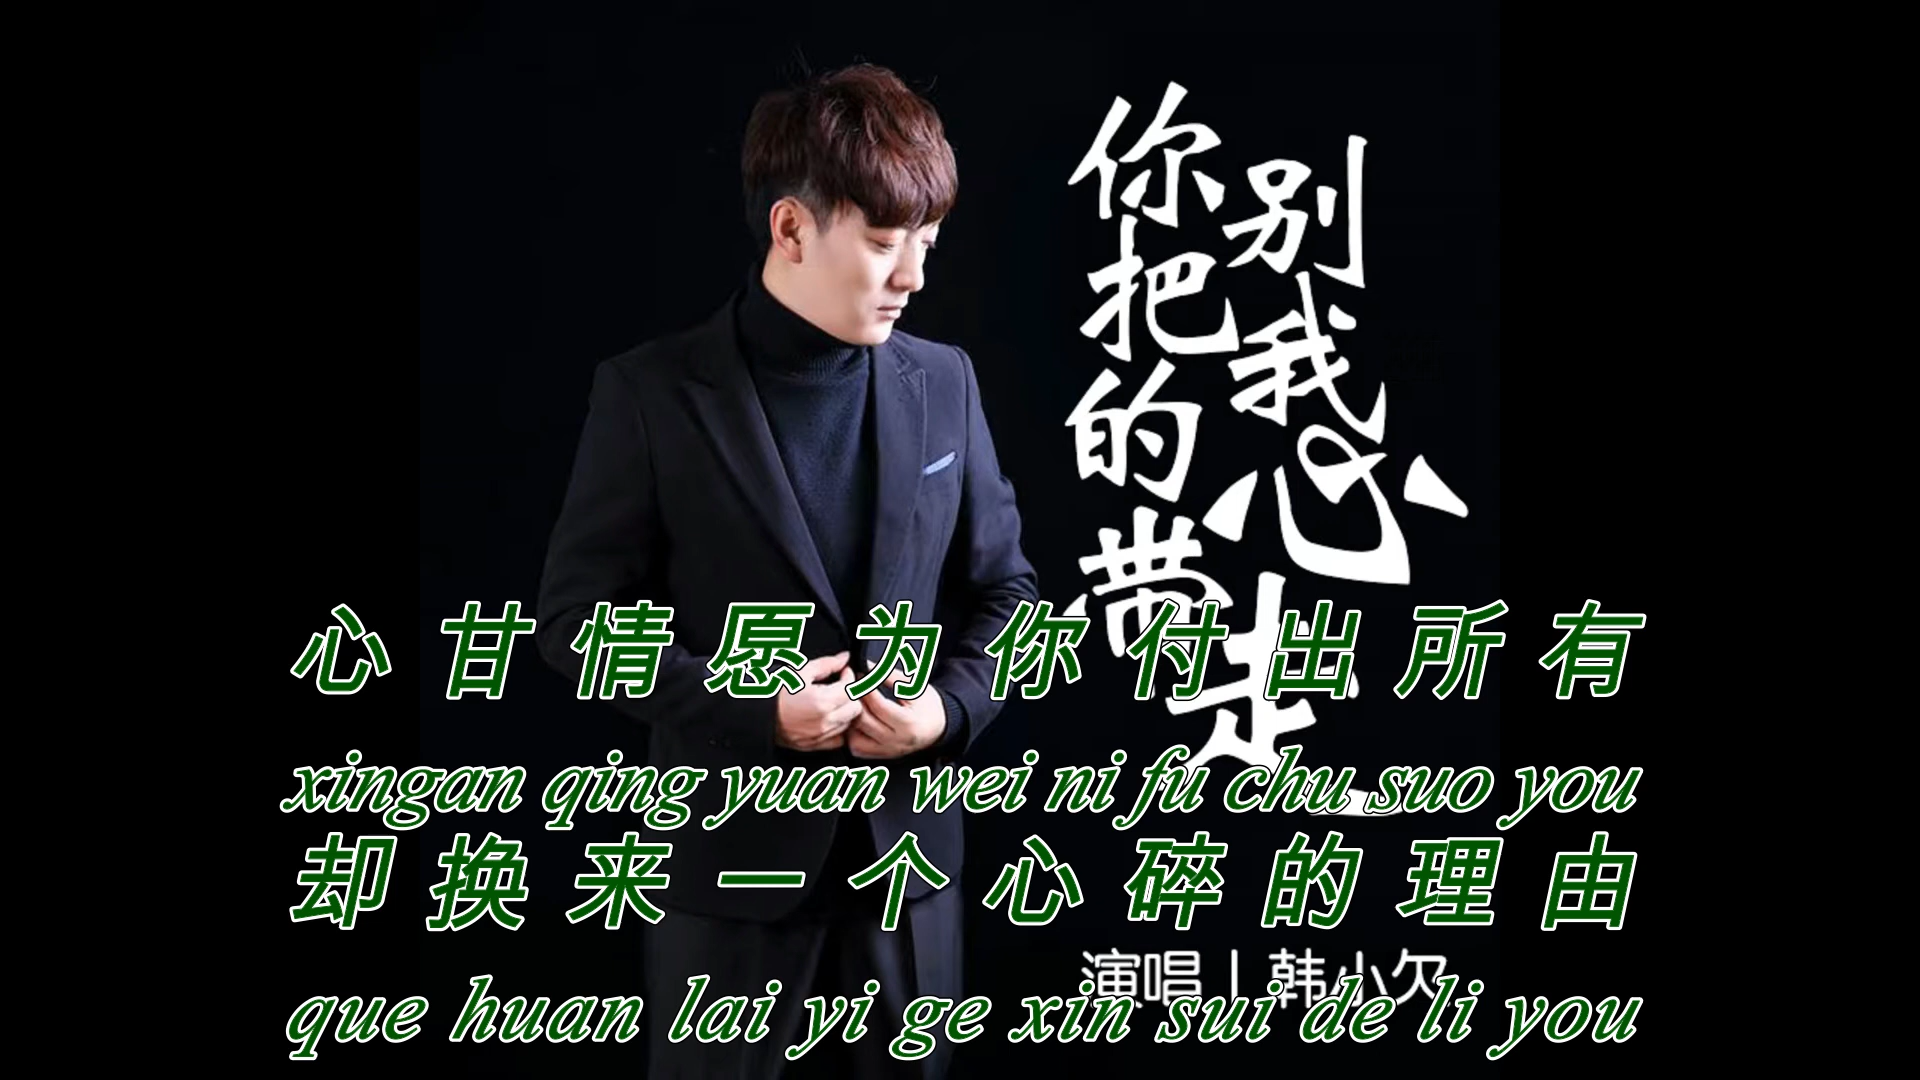 你别
把我
的心
带走
心甘情愿为你付出所有
xingan qing yuan wei ni fu chu suo you
却换来一个心碎的理由
演唱｜韩小欠
que huan lai yi ge xin sui de li you